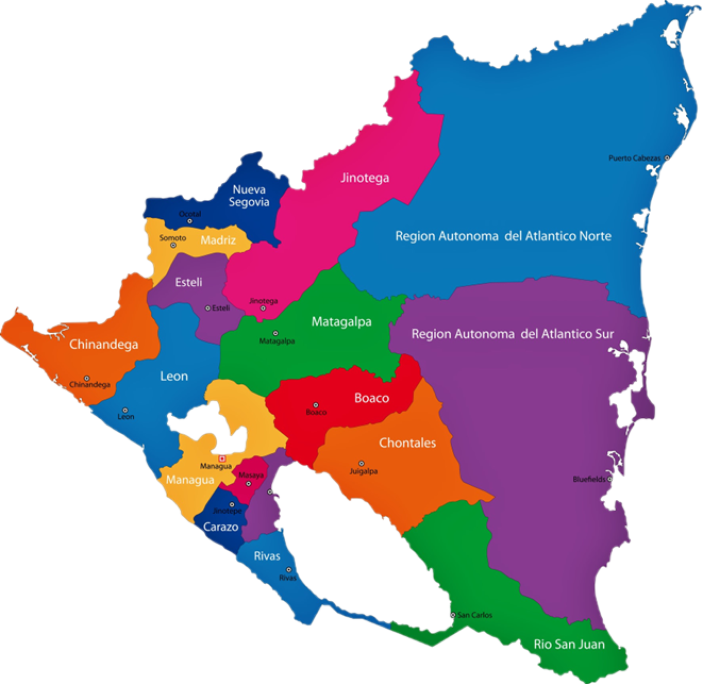 Puerto Cabezas
Jinotega
Nueva
Segovia
Ocotal
Region Autonoma del Atlantico Norte
Somoto
Madriz
Esteli
Esteli
Jinotega
Matagalpa
Matagalpa
Region Autonoma del Atlantico Sur
Chinandega
Chinandega
Leon
Leon
Boaco
Boaco
Chontales
Juigalpa
Managua
Managua
Masaya
Bluefields
Jinotepe
Carazo
Rivas
Rivas
San Carlos
Rio San Juan